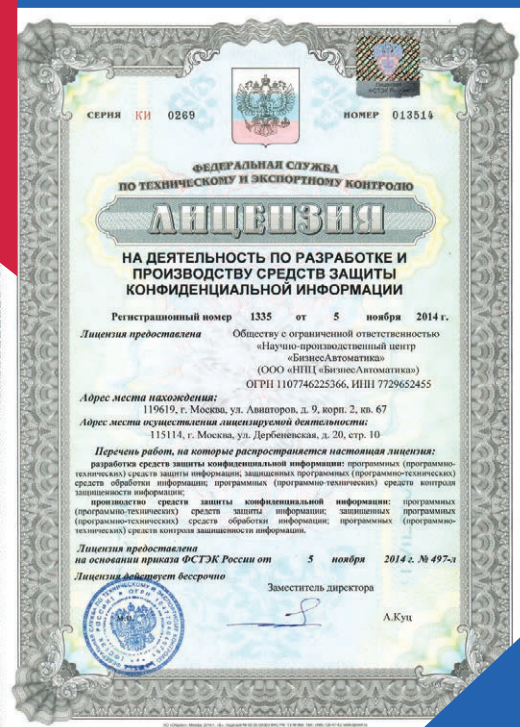 СЕРИЯ КИ 0269
НОМЕР 013514
ФЕДЕРАЛЬНАЯ СЛУЖБА
ПО ТЕХНИЧЕСКОМУ И ЭКСПОРТНОМУ КОНТРОЛЮ
ЛИЦЕНЗИЯ
НА ДЕЯТЕЛЬНОСТЬ ПО РАЗРАБОТКЕ И
ПРОИЗВОДСТВУ СРЕДСТВ ЗАЩИТЫ
КОНФИДЕНЦИАЛЬНОЙ ИНФОРМАЦИИ
Регистрационный номер 1335 от 5 ноября 2014 г.
Лицензия предоставлена Обществу с ограниченной ответственностью
«Научно-производственный центр
«БизнесАвтоматика»
(ООО «НПЦ «БизнесАвтоматика»)
ОГРН 1107746225366, ИНН 7729652455
Адрес места нахождения:
119619, г. Москва, ул. Авиаторов, д. 9, корп. 2, кв. 67
Адрес места осуществления лицензируемой деятельности:
115114, г. Москва, ул. Дербеневская, д. 20, стр. 10
Перечень работ, на которые распространяется настоящая лицензия:
разработка средств защиты конфиденциальной информации: программных (программно-
технических) средств защиты информации; защищенных программных (программно-технических)
средств обработки информации; программных (программно-технических) средств контроля
защищенности информации;
производство средств защиты конфиденциальной информации: программных
(программно-технических) средств защиты информации; защищенных программных
(программно-технических) средств обработки информации; программных (программно-
технических) средств контроля защищенности информации.
Лицензия предоставлена
на основании приказа ФСТЭК России от 5 ноября 2014 г. № 497-л
Лицензия действует бессрочно
Заместитель директора
М.п.
А.Куц